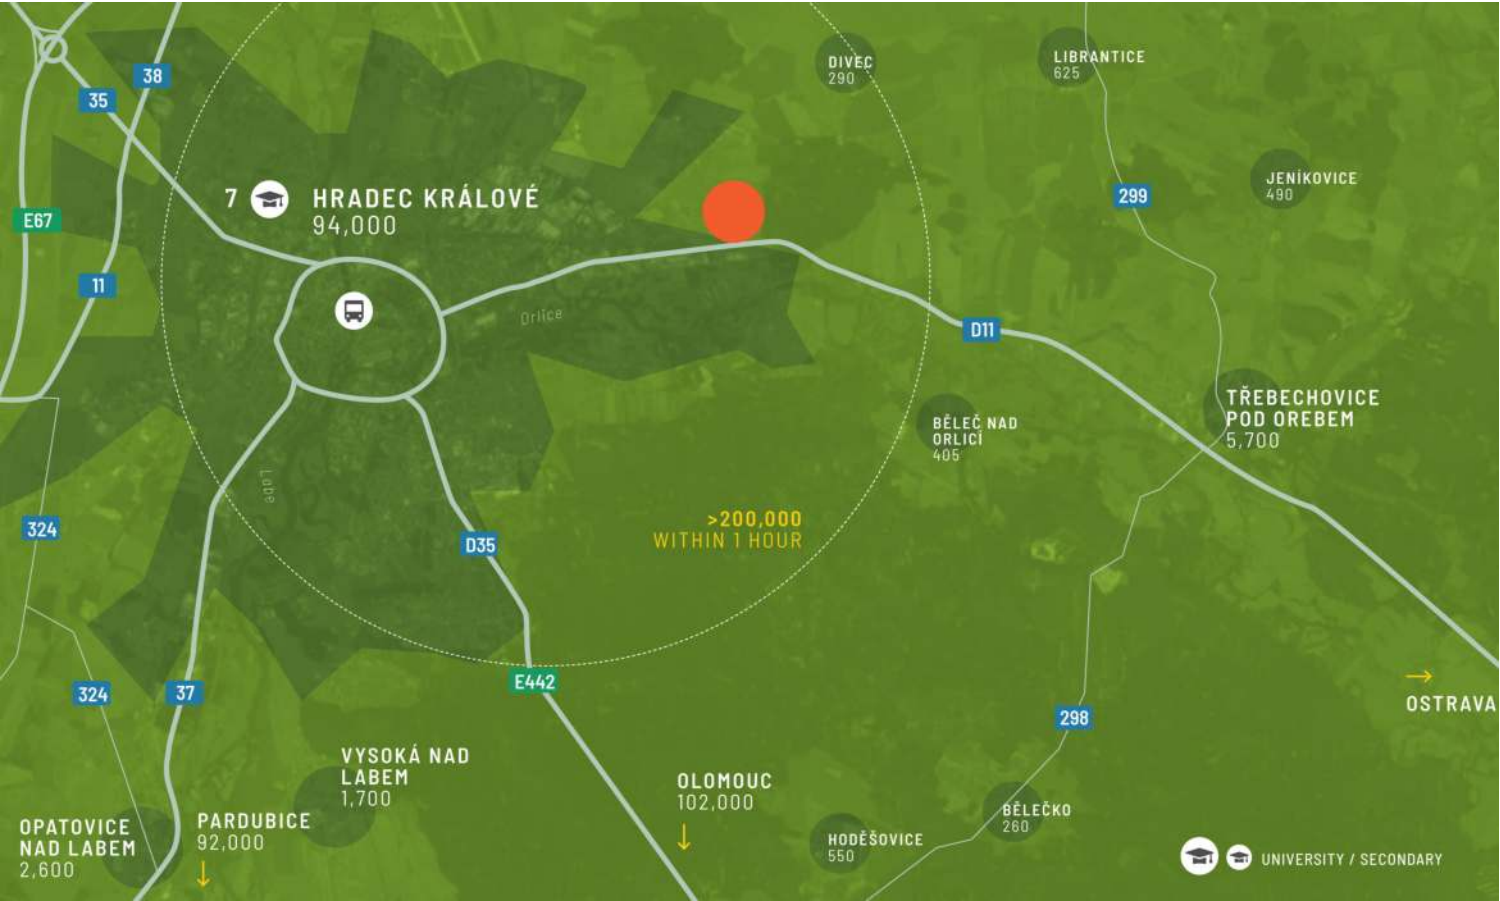 38
35
DIVEC
290
LIBRANTICE
625
JENÍKOVICE
490
299
7
HRADEC KRÁLOVÉ
94,000
E67
11
Orlice
D11
TŘEBECHOVICE
POD OREBEM
5,700
BĚLEČ NAD
ORLICÍ
405
Labe
>200,000
WITHIN 1 HOUR
324
D35
324
37
E442
298
OSTRAVA
VYSOKÁ NAD
LABEM
1,700
OLOMOUC
102,000
OPATOVICE
NAD LABEM
2,600
PARDUBICE
92,000
HODĚŠOVICE
550
BĚLEČKO
260
UNIVERSITY / SECONDARY